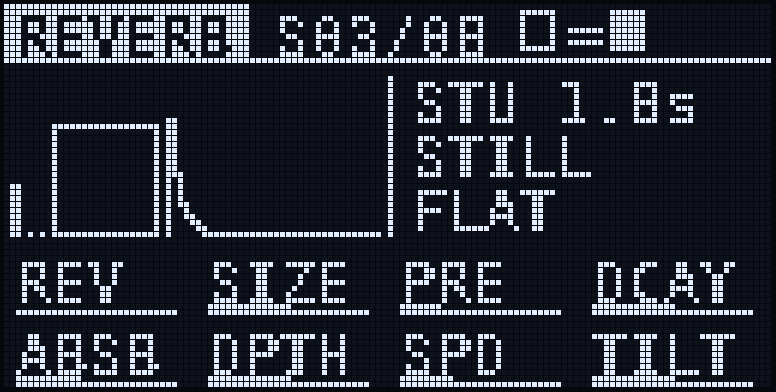 REVERB S03/08 □=■
STU 1.8s
STILL
FLAT
REV SIZE PRE DCAY
ABSB DPTH SPD TILT